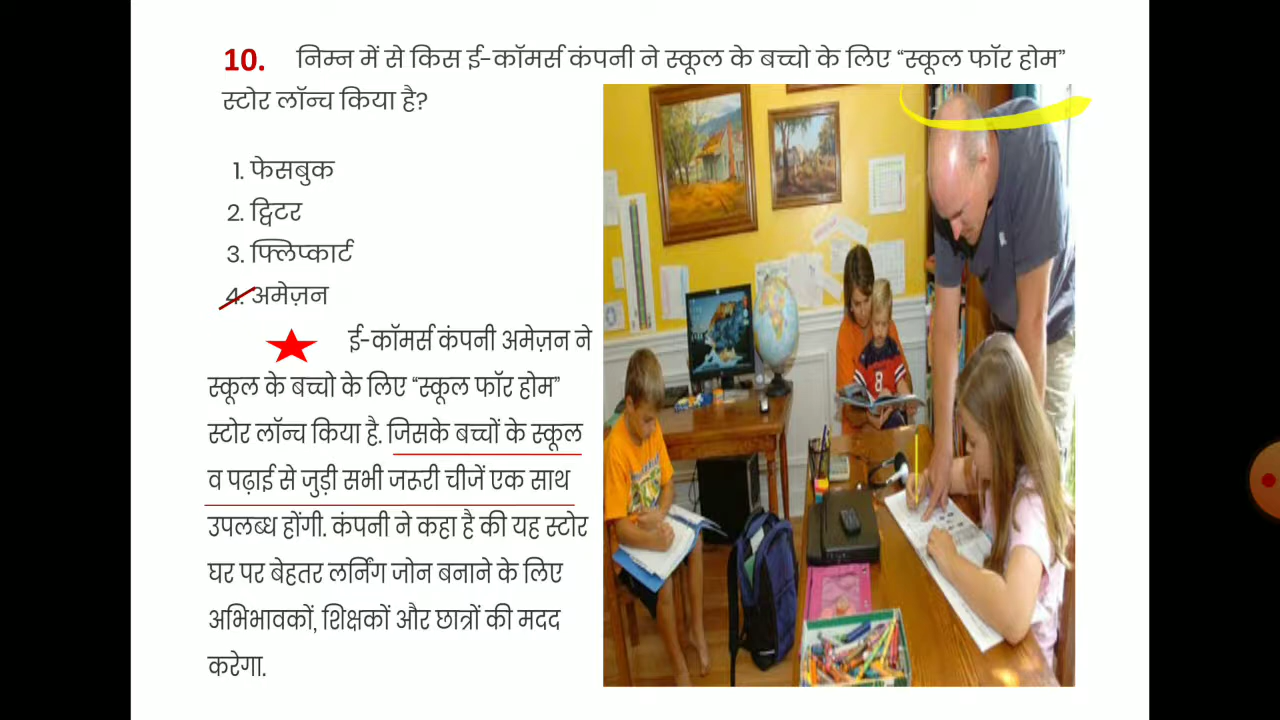 10. निम्न में से किस ई-कॉमर्स कंपनी ने स्कूल के बच्चो के लिए “स्कूल फॉर होम”
स्टोर लॉन्च किया है?
1. फेसबुक
2. ट्विटर
3. फ्लिप्कार्ट
4. अमेज़न
ई-कॉमर्स कंपनी अमेज़न ने
स्कूल के बच्चो के लिए “स्कूल फॉर होम”
स्टोर लॉन्च किया है. जिसके बच्चों के स्कूल
व पढ़ाई से जुड़ी सभी जरूरी चीजें एक साथ
उपलब्ध होंगी. कंपनी ने कहा है की यह स्टोर
घर पर बेहतर लर्निंग जोन बनाने के लिए
अभिभावकों, शिक्षकों और छात्रों की मदद
करेगा.
8